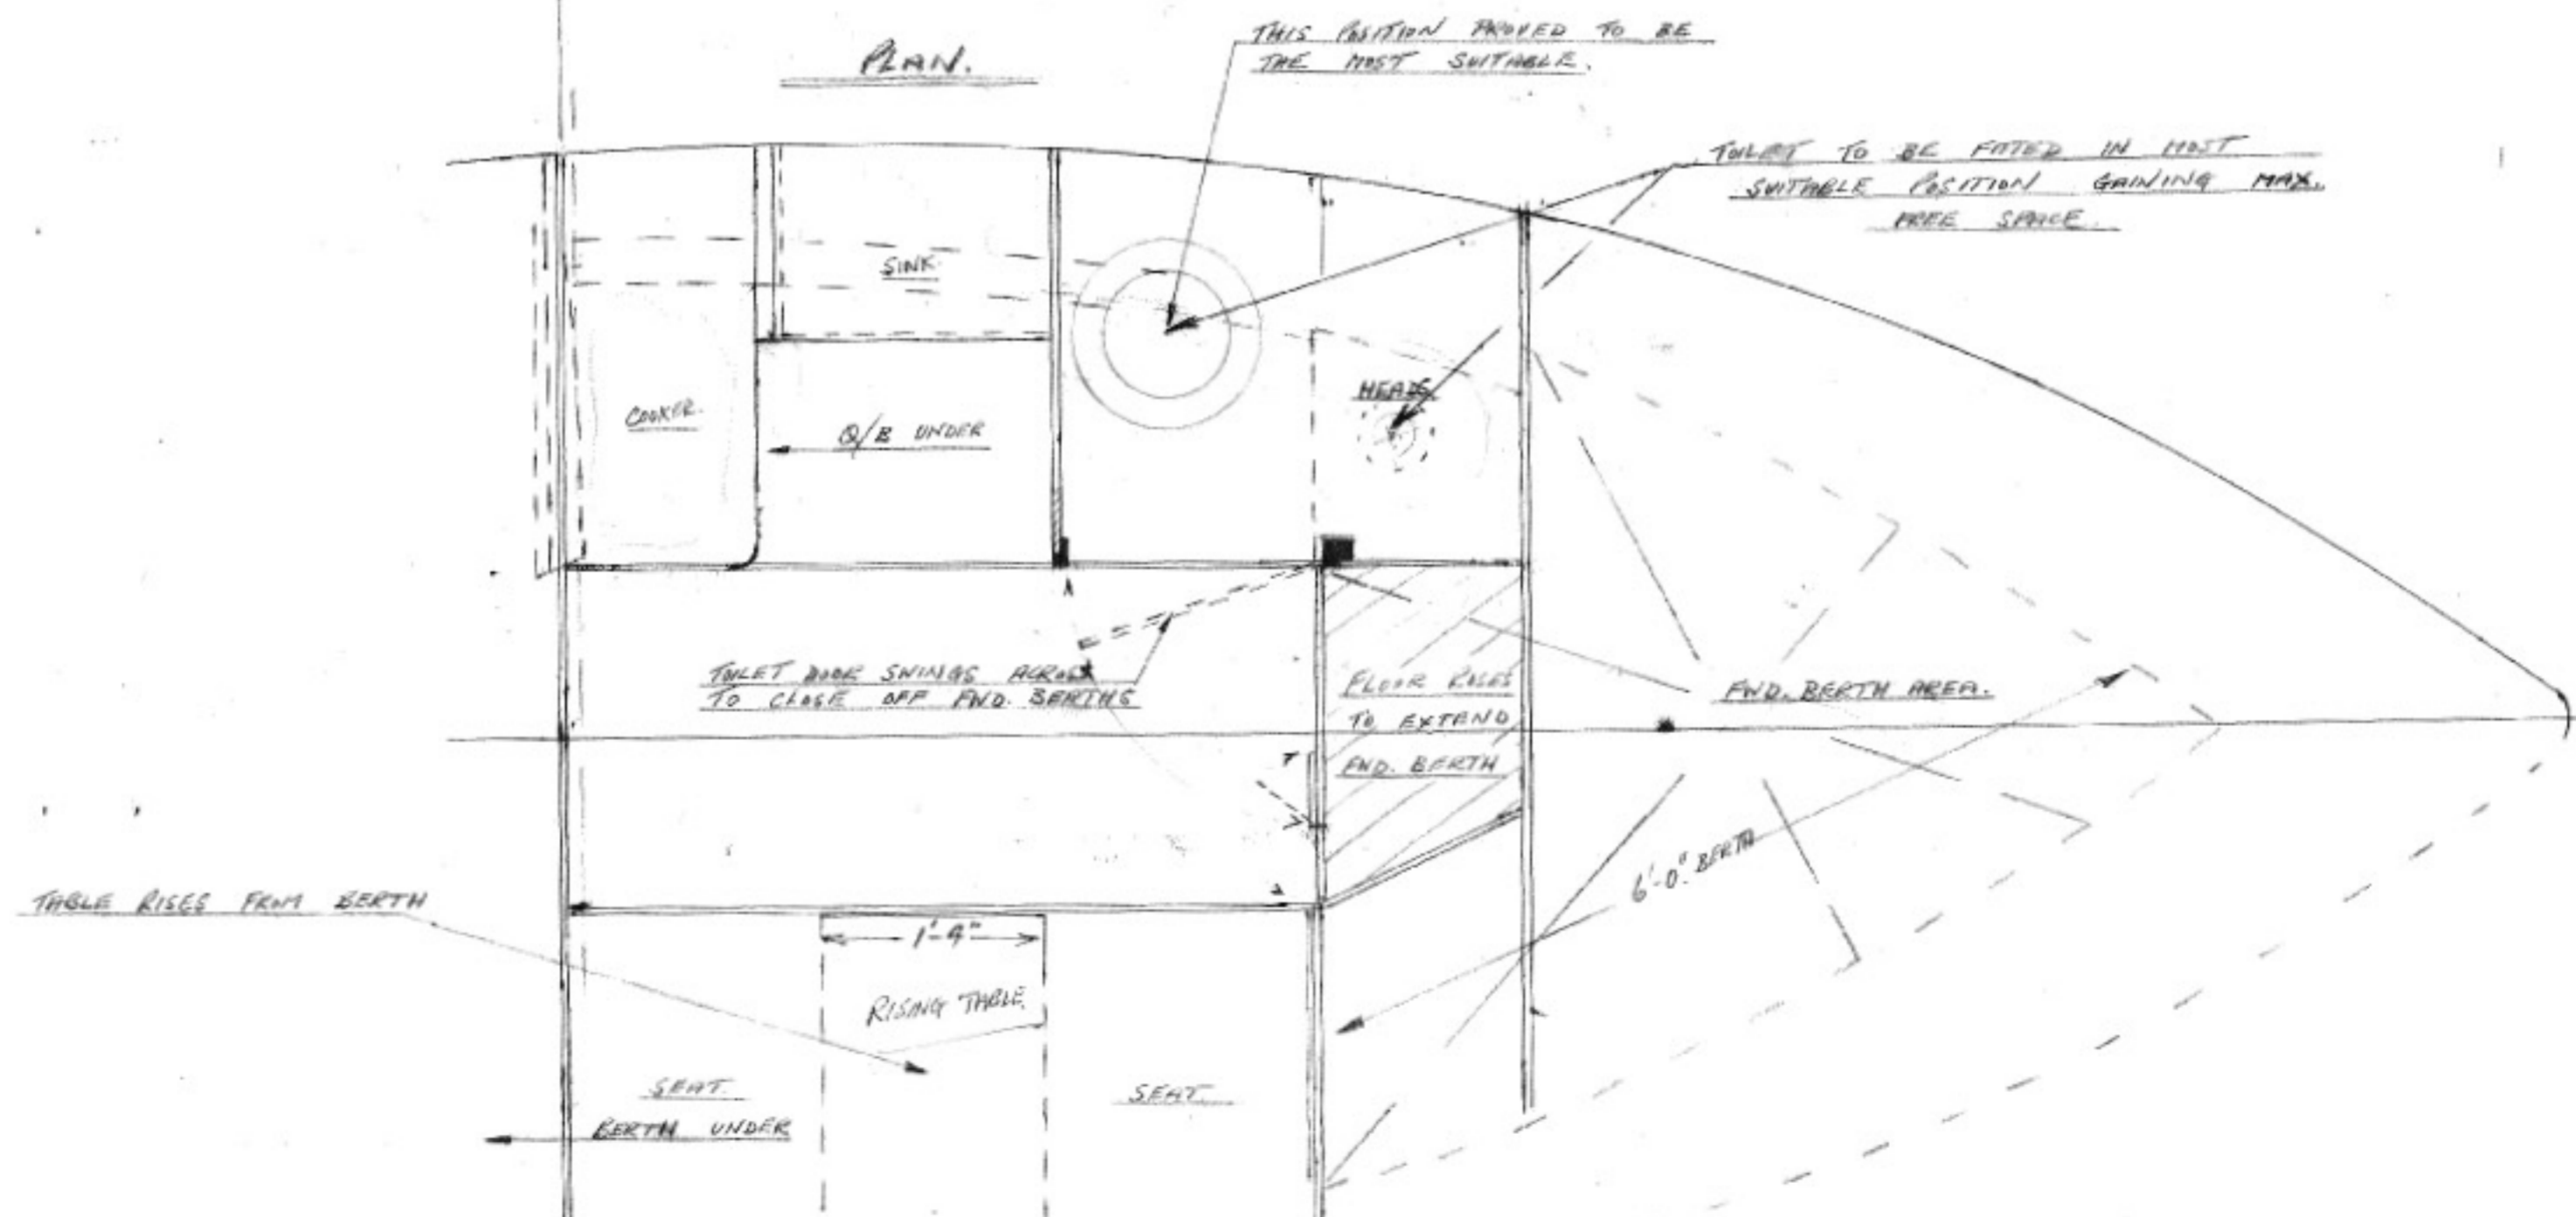 PLAN.
THIS POSITION PROVED TO BE
THE MOST SUITABLE.
TOILET TO BE FITTED IN MOST
SUITABLE POSITION GAINING MAX.
FREE SPACE.
SINK.
COOKER.
Q/B UNDER
HEADS.
TOILET DOOR SWINGS ACROSS
TO CLOSE OFF FWD. BERTHS
FLOOR RISES
TO EXTEND
FWD. BERTH
FWD. BERTH AREA.
6'-0" BERTH
TABLE RISES FROM BERTH
1'-9"
RISING TABLE.
SEAT.
BERTH UNDER
SEAT.